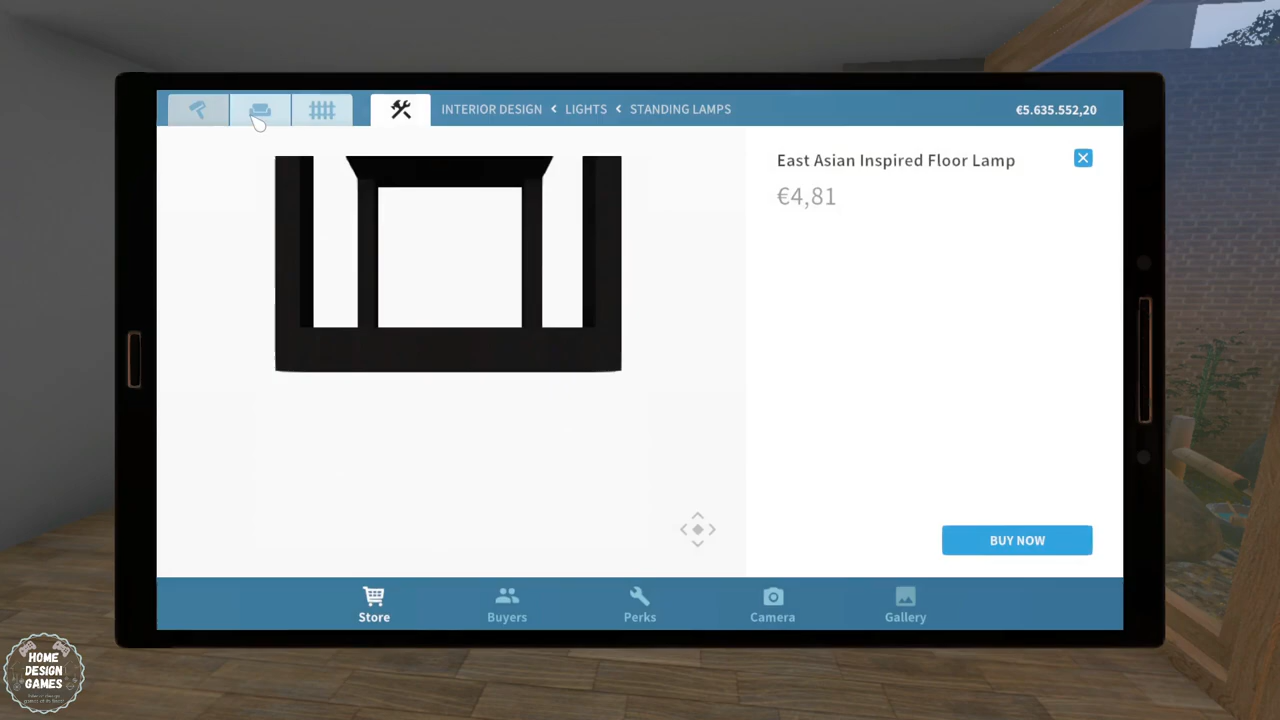 INTERIOR DESIGN < LIGHTS < STANDING LAMPS
€5.635.552,20
East Asian Inspired Floor Lamp
€4,81
BUY NOW
Store
Buyers
Perks
Camera
Gallery
HOME
DESIGN
GAMES